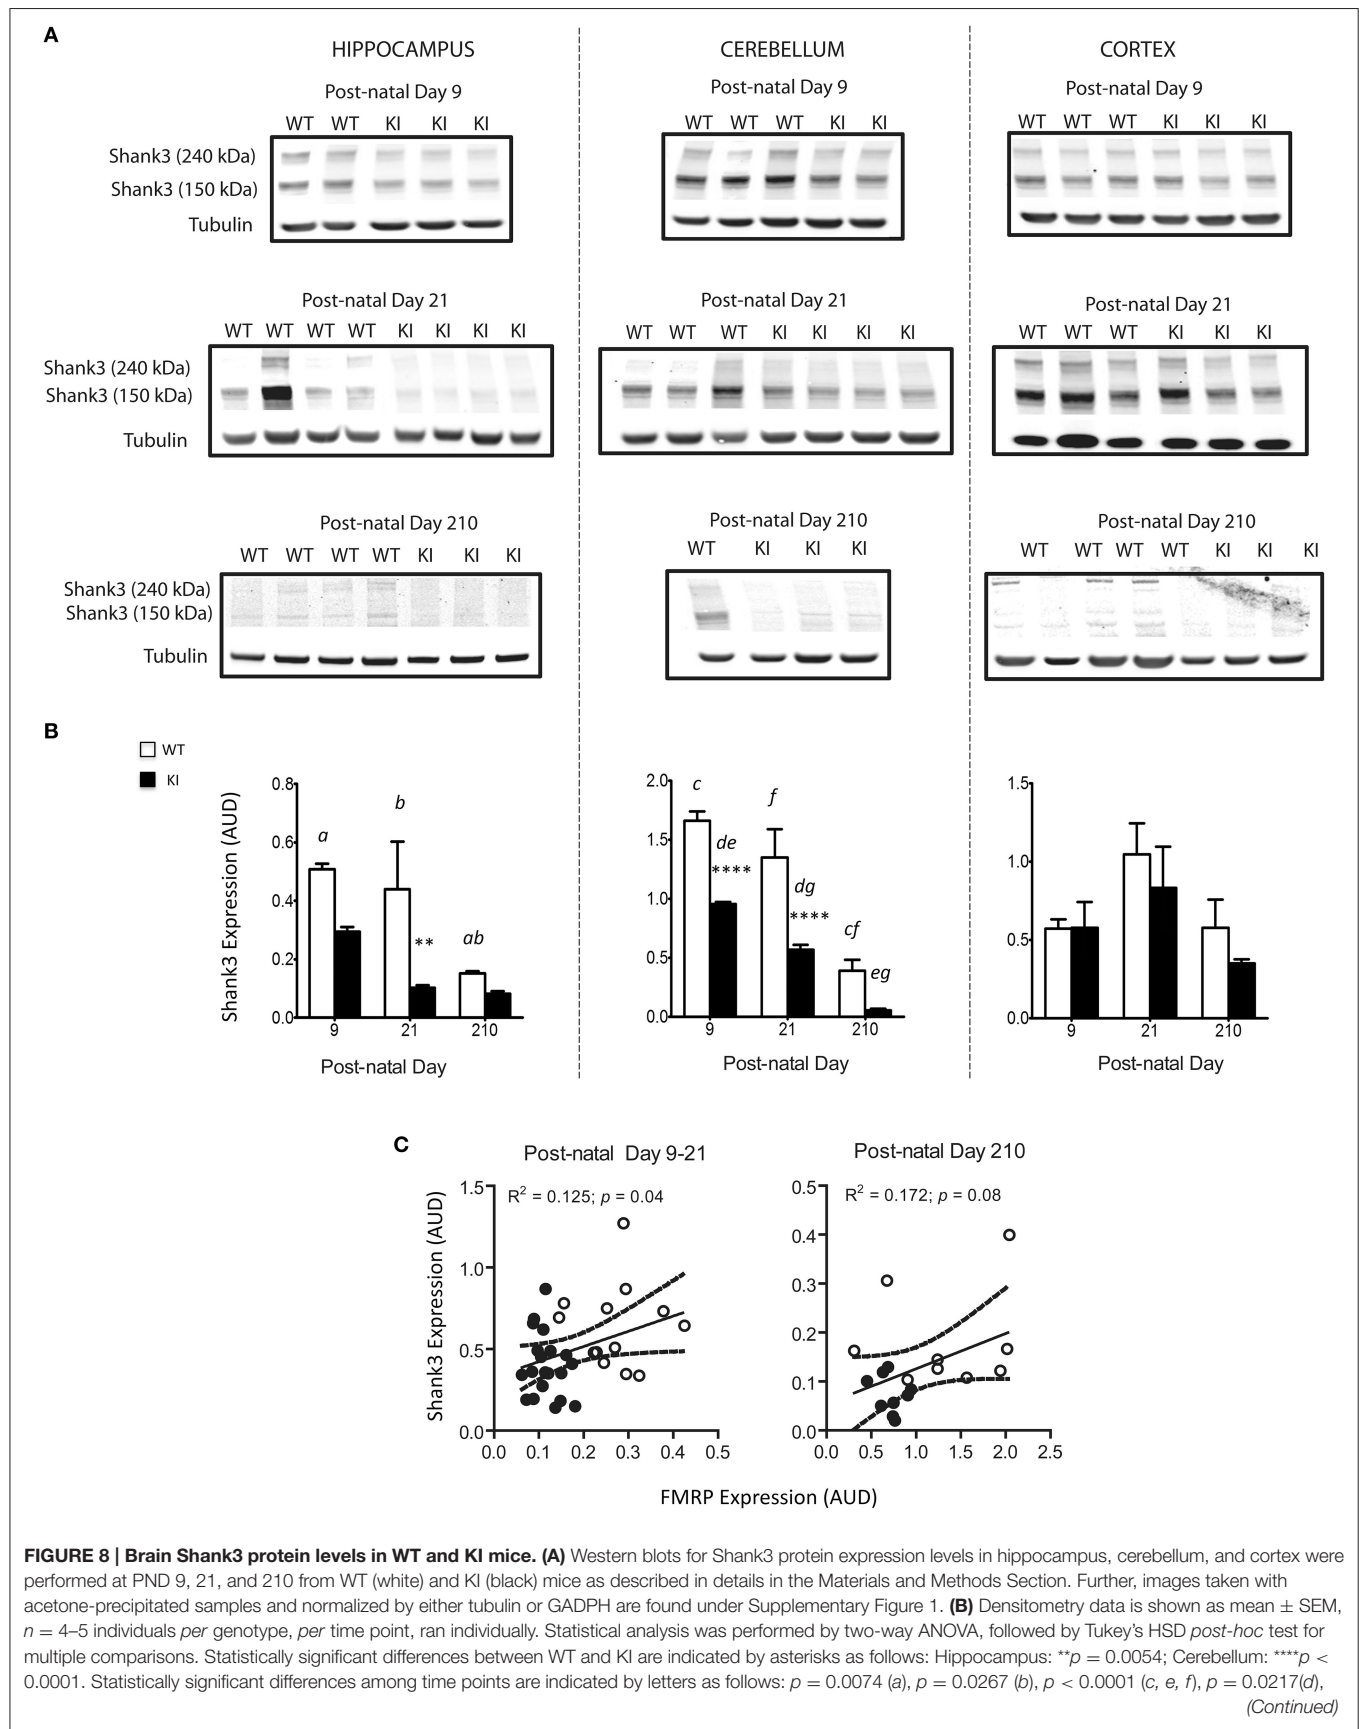 A
HIPPOCAMPUS
CEREBELLUM
CORTEX
Post-natal Day 9
Post-natal Day 9
Post-natal Day 9
WT WT KI KI KI
WT WT WT KI KI
WT WT WT KI KI KI
Shank3 (240 kDa)
Shank3 (150 kDa)
Tubulin
Post-natal Day 21
Post-natal Day 21
Post-natal Day 21
WT WT WT WT KI KI KI KI
WT WT WT KI KI KI KI
WT WT WT KI KI KI
Shank3 (240 kDa)
Shank3 (150 kDa)
Tubulin
Post-natal Day 210
Post-natal Day 210
Post-natal Day 210
WT WT WT WT KI KI KI
WT KI KI KI
WT WT WT WT KI KI KI
Shank3 (240 kDa)
Shank3 (150 kDa)
Tubulin
B
WT
KI
Shank3 Expression (AUD)
0.8
0.6
0.4
0.2
0.0
a
b
**
ab
9 21 210
Post-natal Day
2.0
1.5
1.0
0.5
0.0
c
de
****
f
dg
****
cf
eg
9 21 210
Post-natal Day
1.5
1.0
0.5
0.0
9 21 210
Post-natal Day
C
Post-natal Day 9-21
R² = 0.125; p = 0.04
Shank3 Expression (AUD)
1.5
1.0
0.5
0.0
0.0 0.1 0.2 0.3 0.4 0.5
Post-natal Day 210
R² = 0.172; p = 0.08
0.5
0.4
0.3
0.2
0.1
0.0
0.0 0.5 1.0 1.5 2.0 2.5
FMRP Expression (AUD)
FIGURE 8 | Brain Shank3 protein levels in WT and KI mice. (A) Western blots for Shank3 protein expression levels in hippocampus, cerebellum, and cortex were
performed at PND 9, 21, and 210 from WT (white) and KI (black) mice as described in details in the Materials and Methods Section. Further, images taken with
acetone-precipitated samples and normalized by either tubulin or GADPH are found under Supplementary Figure 1. (B) Densitometry data is shown as mean ± SEM,
n = 4–5 individuals per genotype, per time point, ran individually. Statistical analysis was performed by two-way ANOVA, followed by Tukey's HSD post-hoc test for
multiple comparisons. Statistically significant differences between WT and KI are indicated by asterisks as follows: Hippocampus: **p = 0.0054; Cerebellum: ****p <
0.0001. Statistically significant differences among time points are indicated by letters as follows: p = 0.0074 (a), p = 0.0267 (b), p < 0.0001 (c, e, f), p = 0.0217(d),
(Continued)